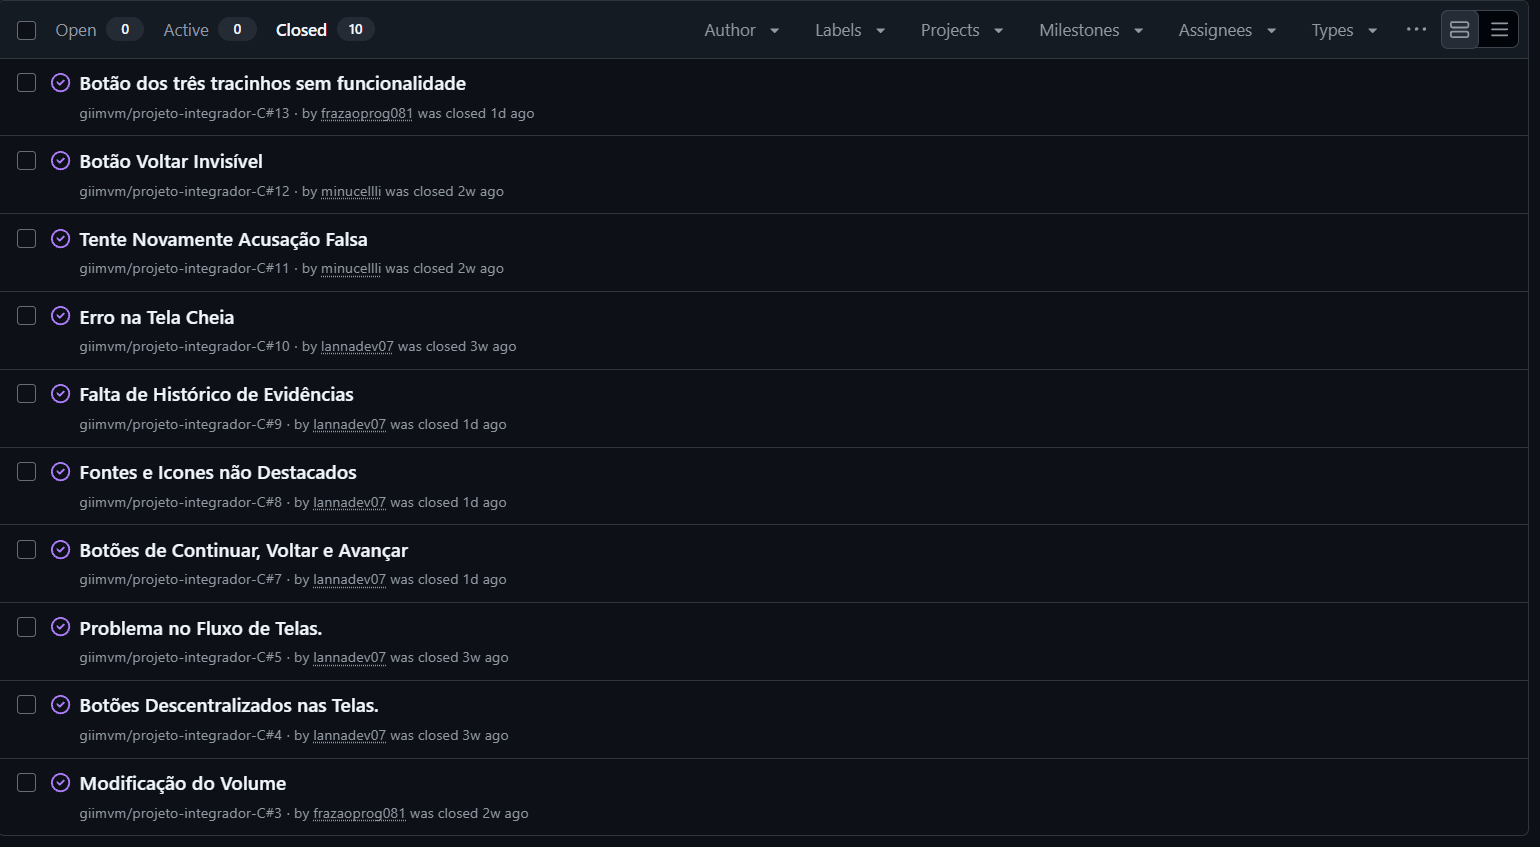 Open 0 Active 0 Closed 10 Author Labels Projects Milestones Assignees Types
Botão dos três tracinhos sem funcionalidade
giimvm/projeto-integrador-C#13 · by frazaoprog081 was closed 1d ago
Botão Voltar Invisível
giimvm/projeto-integrador-C#12 · by minucellli was closed 2w ago
Tente Novamente Acusação Falsa
giimvm/projeto-integrador-C#11 · by minucellli was closed 2w ago
Erro na Tela Cheia
giimvm/projeto-integrador-C#10 · by lannadev07 was closed 3w ago
Falta de Histórico de Evidências
giimvm/projeto-integrador-C#9 · by lannadev07 was closed 1d ago
Fontes e Icones não Destacados
giimvm/projeto-integrador-C#8 · by lannadev07 was closed 1d ago
Botões de Continuar, Voltar e Avançar
giimvm/projeto-integrador-C#7 · by lannadev07 was closed 1d ago
Problema no Fluxo de Telas.
giimvm/projeto-integrador-C#5 · by lannadev07 was closed 3w ago
Botões Descentralizados nas Telas.
giimvm/projeto-integrador-C#4 · by lannadev07 was closed 3w ago
Modificação do Volume
giimvm/projeto-integrador-C#3 · by frazaoprog081 was closed 2w ago